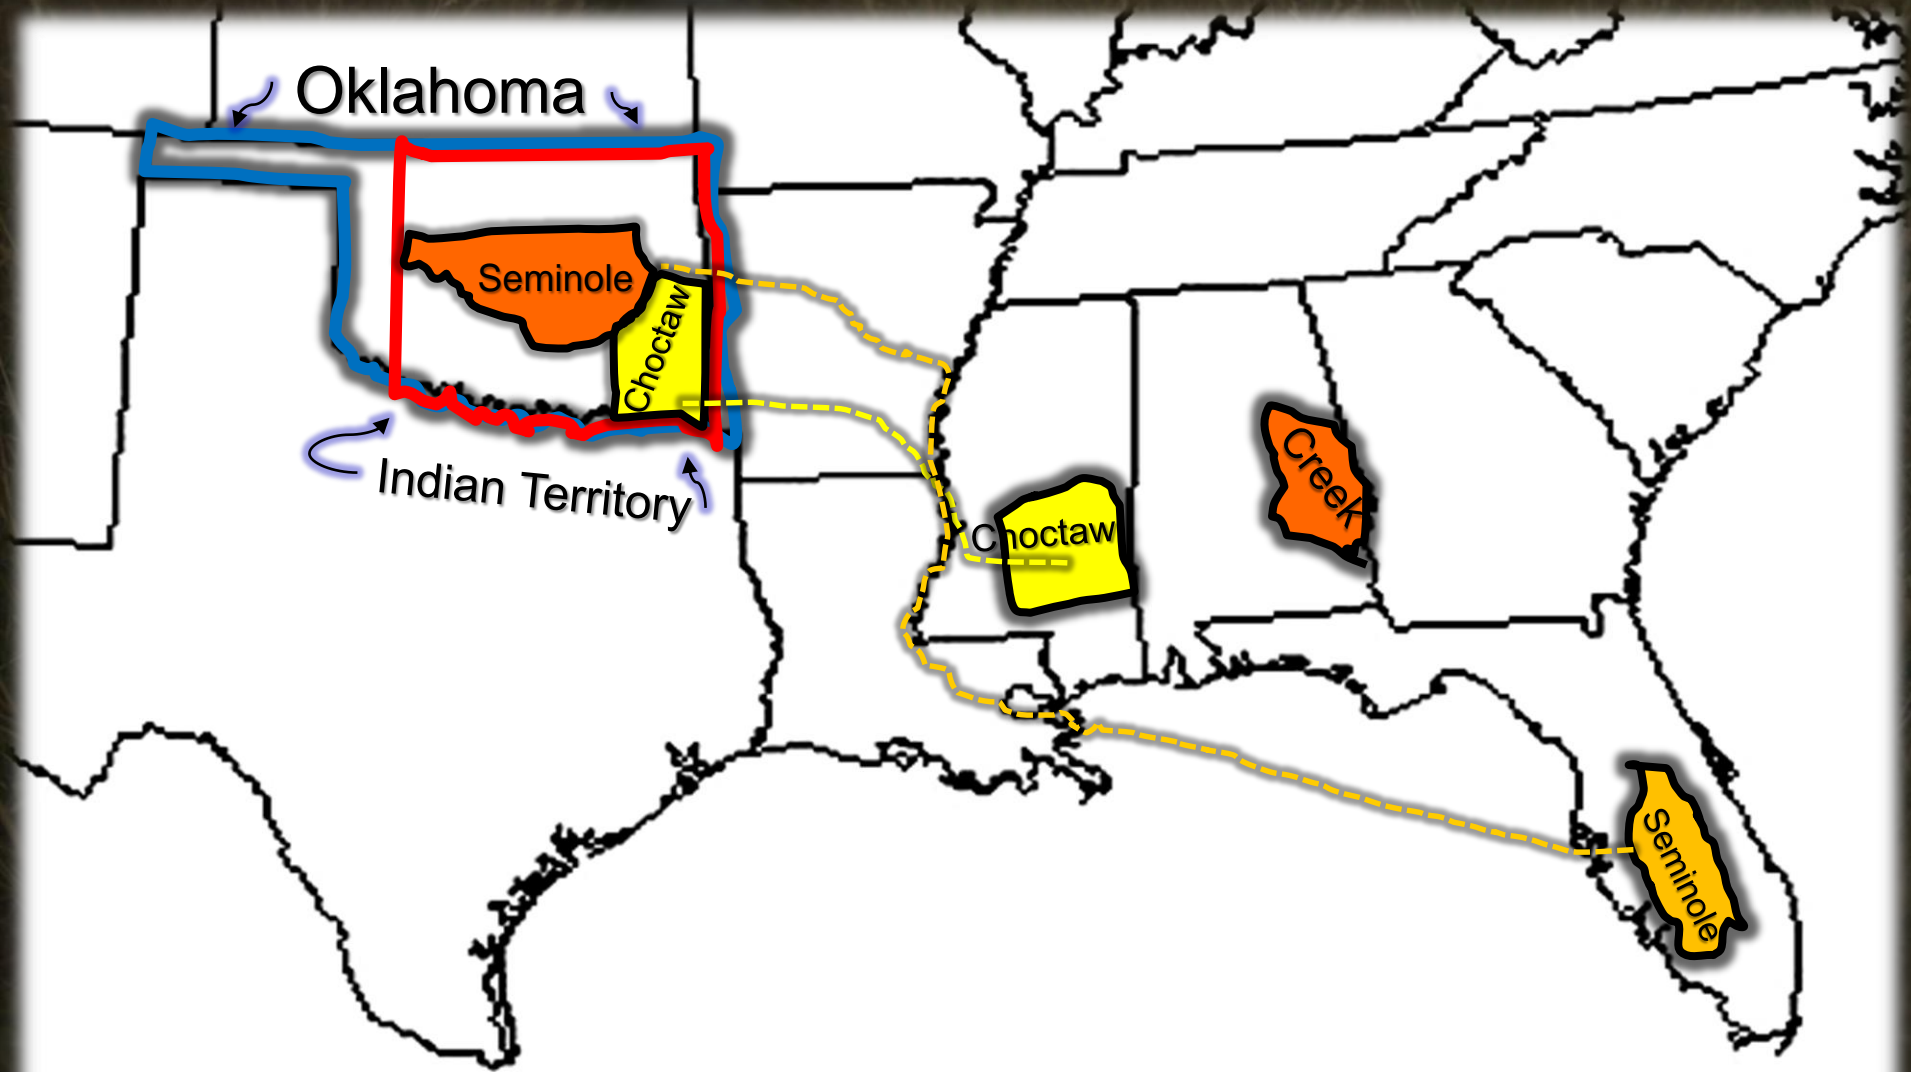 Oklahoma
Seminole
Choctaw
Indian Territory
Choctaw
Creek
Seminole